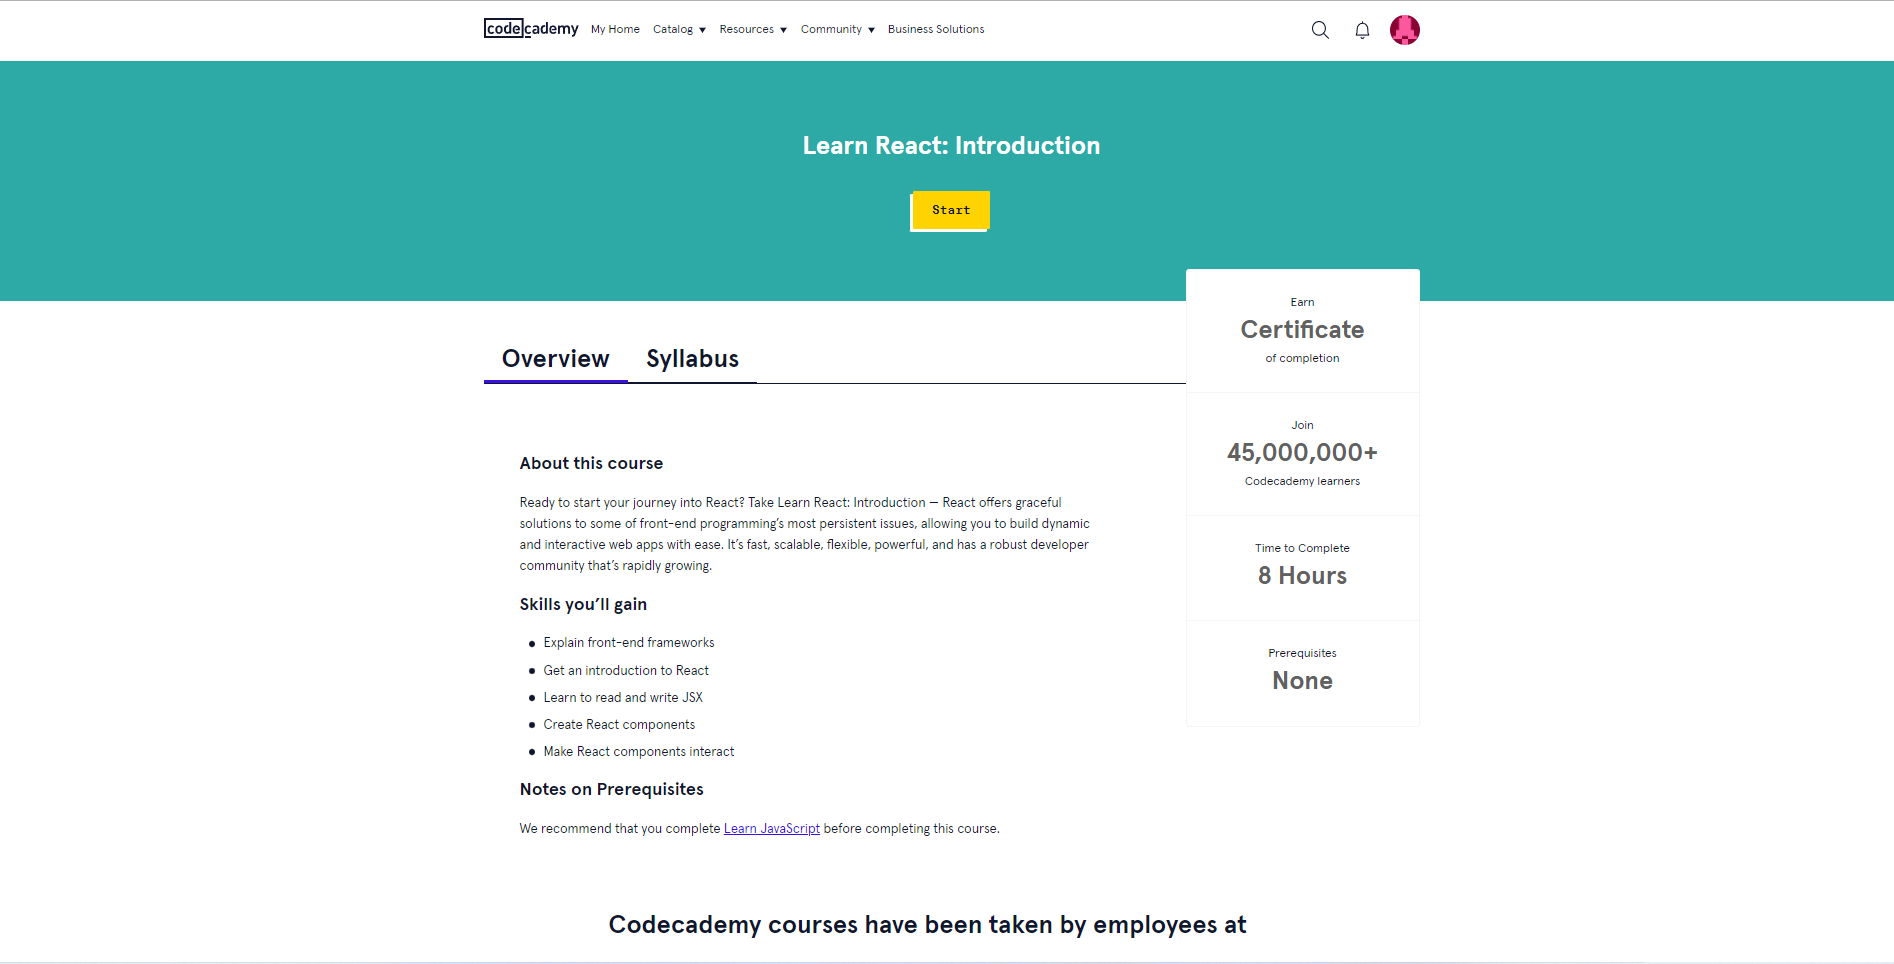 codecademy My Home Catalog Resources Community Business Solutions
Learn React: Introduction
Start
Earn
Certificate
of completion
Join
45,000,000+
Codecademy learners
Time to Complete
8 Hours
Prerequisites
None
Overview Syllabus
About this course
Ready to start your journey into React? Take Learn React: Introduction — React offers graceful
solutions to some of front-end programming’s most persistent issues, allowing you to build dynamic
and interactive web apps with ease. It’s fast, scalable, flexible, powerful, and has a robust developer
community that’s rapidly growing.
Skills you’ll gain
Explain front-end frameworks
Get an introduction to React
Learn to read and write JSX
Create React components
Make React components interact
Notes on Prerequisites
We recommend that you complete Learn JavaScript before completing this course.
Codecademy courses have been taken by employees at